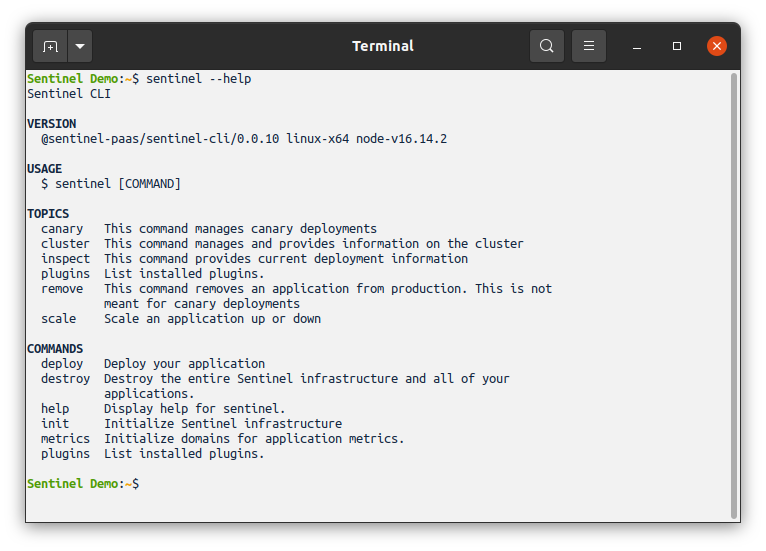 Terminal
Sentinel Demo:~$ sentinel --help
Sentinel CLI
VERSION
@sentinel-paas/sentinel-cli/0.0.10 linux-x64 node-v16.14.2
USAGE
$ sentinel [COMMAND]
TOPICS
canary   This command manages canary deployments
cluster  This command manages and provides information on the cluster
inspect  This command provides current deployment information
plugins  List installed plugins.
remove   This command removes an application from production. This is not
meant for canary deployments
scale    Scale an application up or down
COMMANDS
deploy   Deploy your application
destroy  Destroy the entire Sentinel infrastructure and all of your
applications.
help     Display help for sentinel.
init     Initialize Sentinel infrastructure
metrics  Initialize domains for application metrics.
plugins  List installed plugins.
Sentinel Demo:~$